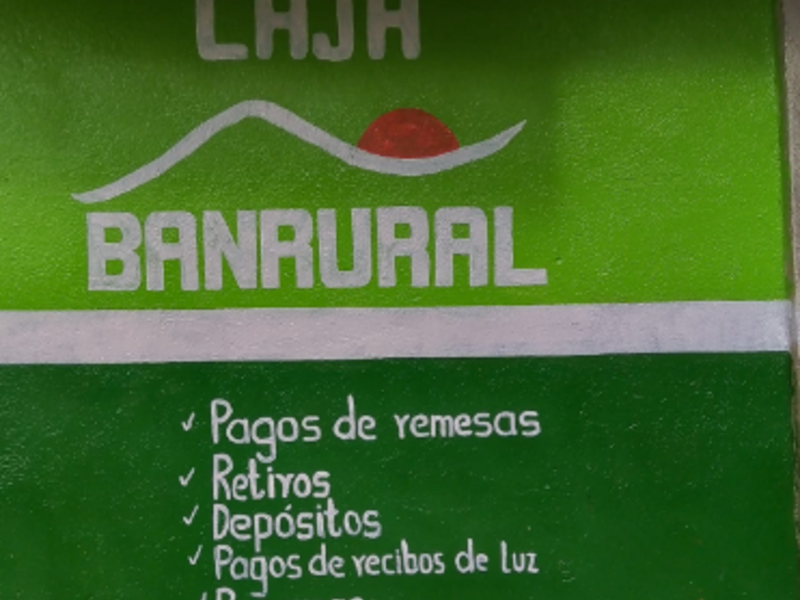 CAJA
BANRURAL
✓ Pagos de remesas
✓ Retiros
✓ Depósitos
✓ Pagos de recibos de luz